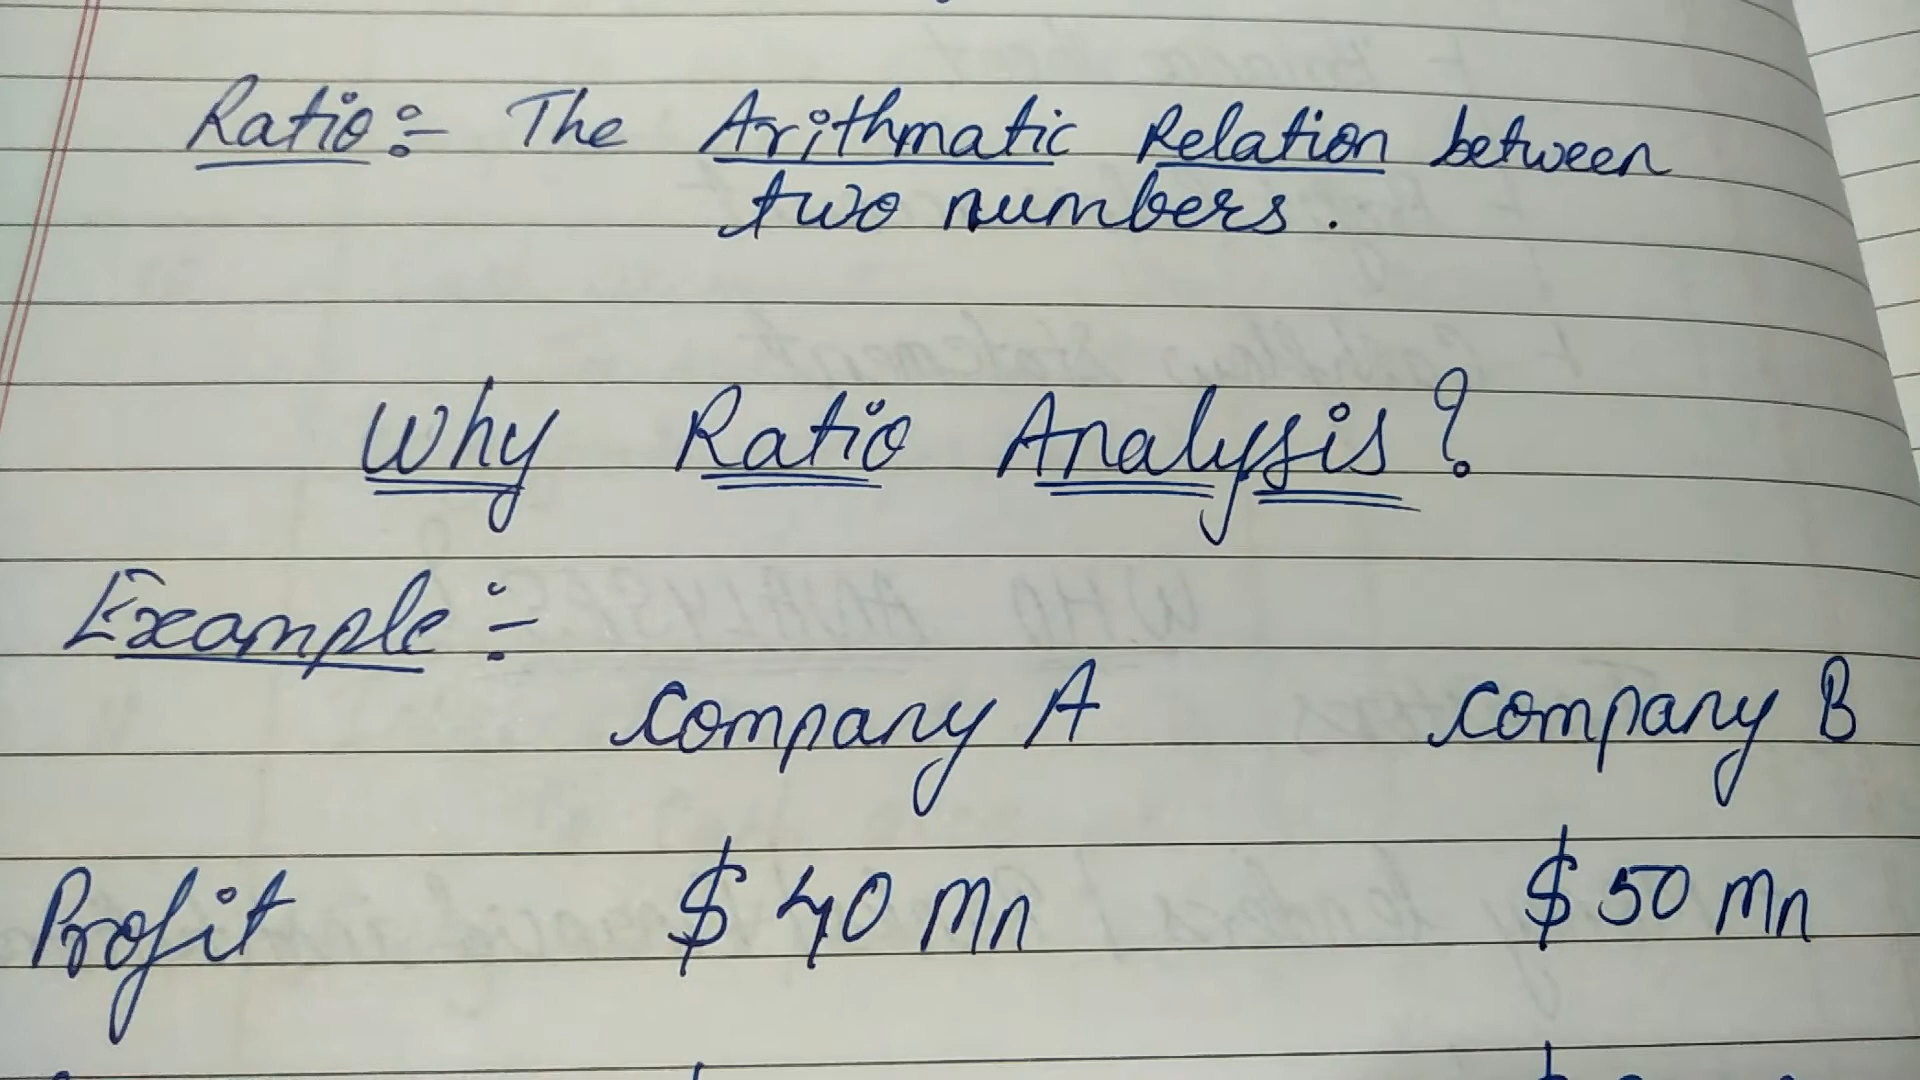 Ratio:- The Arithmatic Relation between
two numbers.
Why Ratio Analysis?
Example:-
Company A Company B
Profit $ 40 Mn $ 50 Mn